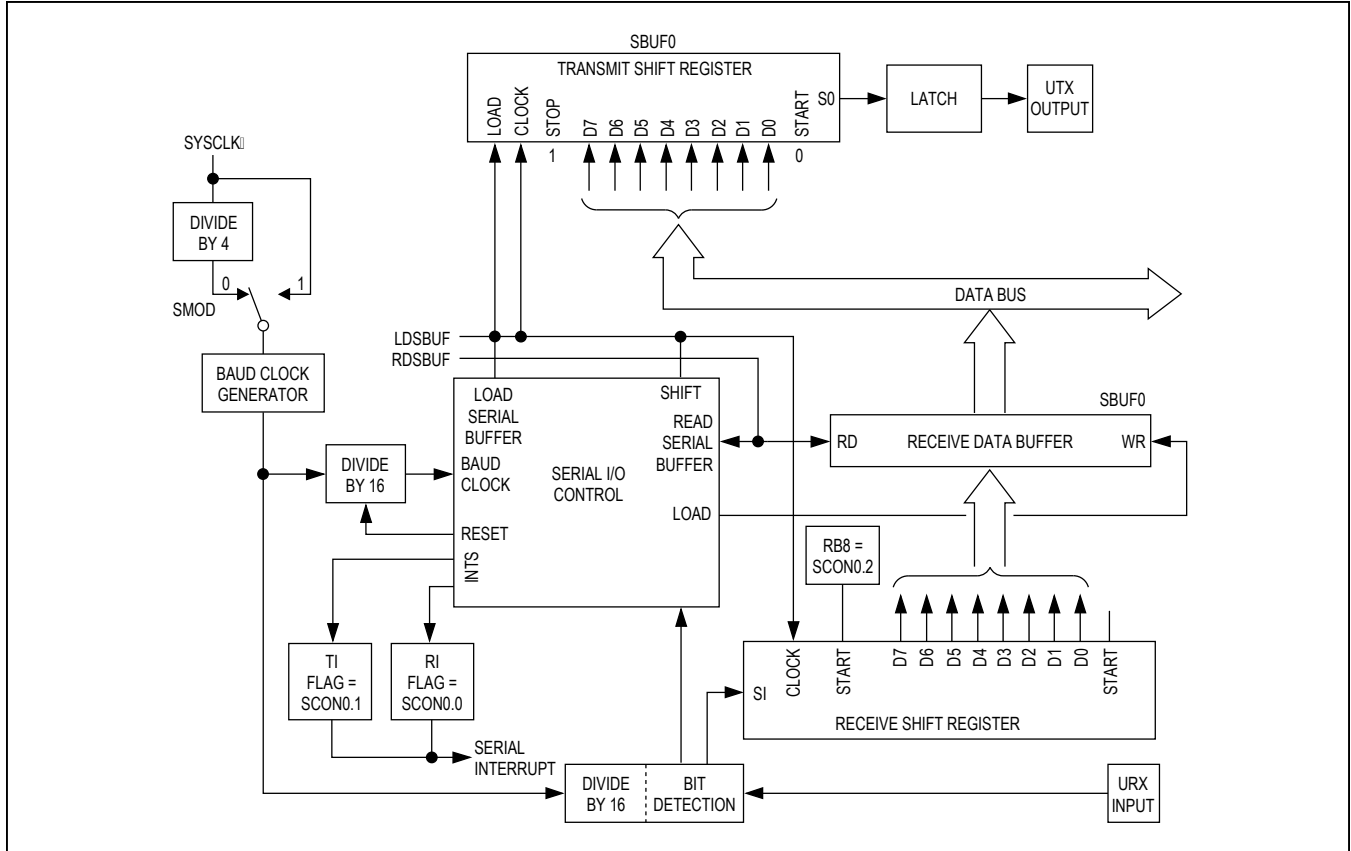 SBUF0
TRANSMIT SHIFT REGISTER
LOAD
CLOCK
STOP
1
D7
D6
D5
D4
D3
D2
D1
D0
START
0
S0
LATCH
UTX
OUTPUT
SYSCLK
DIVIDE
BY 4
0
1
SMOD
BAUD CLOCK
GENERATOR
DATA BUS
LDSBUF
RDSBUF
LOAD
SERIAL
BUFFER
SHIFT
READ
SERIAL
BUFFER
BAUD
CLOCK
SERIAL I/O
CONTROL
LOAD
RESET
INTS
DIVIDE
BY 16
SBUF0
RD
RECEIVE DATA BUFFER
WR
RB8 =
SCON0.2
TI
FLAG =
SCON0.1
RI
FLAG =
SCON0.0
SERIAL
INTERRUPT
SI
CLOCK
START
D7
D6
D5
D4
D3
D2
D1
D0
START
RECEIVE SHIFT REGISTER
DIVIDE
BY 16
BIT
DETECTION
URX
INPUT